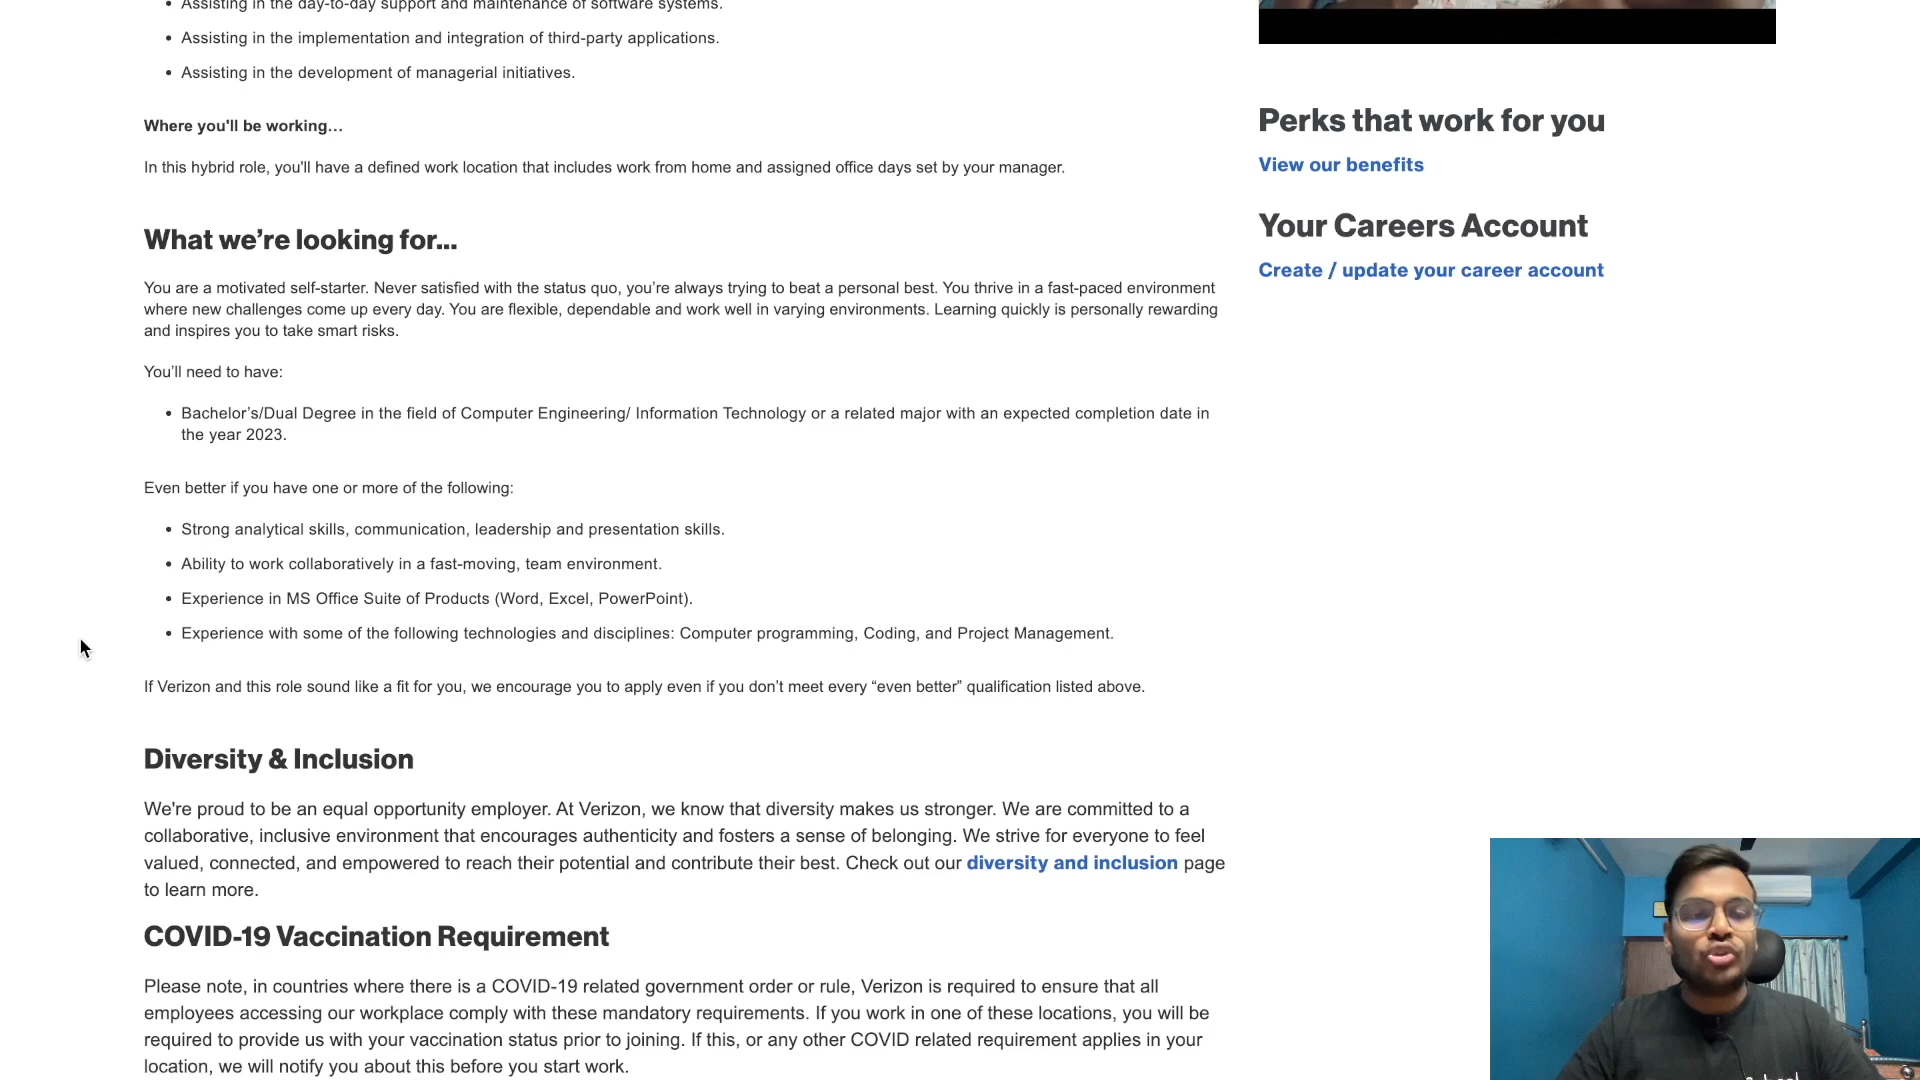 Assisting in the day-to-day support and maintenance of software systems.
Assisting in the implementation and integration of third-party applications.
Assisting in the development of managerial initiatives.
Where you'll be working…
In this hybrid role, you'll have a defined work location that includes work from home and assigned office days set by your manager.
What we’re looking for...
You are a motivated self-starter. Never satisfied with the status quo, you’re always trying to beat a personal best. You thrive in a fast-paced environment
where new challenges come up every day. You are flexible, dependable and work well in varying environments. Learning quickly is personally rewarding
and inspires you to take smart risks.
You’ll need to have:
Bachelor’s/Dual Degree in the field of Computer Engineering/ Information Technology or a related major with an expected completion date in
the year 2023.
Even better if you have one or more of the following:
Strong analytical skills, communication, leadership and presentation skills.
Ability to work collaboratively in a fast-moving, team environment.
Experience in MS Office Suite of Products (Word, Excel, PowerPoint).
Experience with some of the following technologies and disciplines: Computer programming, Coding, and Project Management.
If Verizon and this role sound like a fit for you, we encourage you to apply even if you don’t meet every “even better” qualification listed above.
Diversity & Inclusion
We're proud to be an equal opportunity employer. At Verizon, we know that diversity makes us stronger. We are committed to a
collaborative, inclusive environment that encourages authenticity and fosters a sense of belonging. We strive for everyone to feel
valued, connected, and empowered to reach their potential and contribute their best. Check out our diversity and inclusion page
to learn more.
COVID-19 Vaccination Requirement
Please note, in countries where there is a COVID-19 related government order or rule, Verizon is required to ensure that all
employees accessing our workplace comply with these mandatory requirements. If you work in one of these locations, you will be
required to provide us with your vaccination status prior to joining. If this, or any other COVID related requirement applies in your
location, we will notify you about this before you start work.
Perks that work for you
View our benefits
Your Careers Account
Create / update your career account